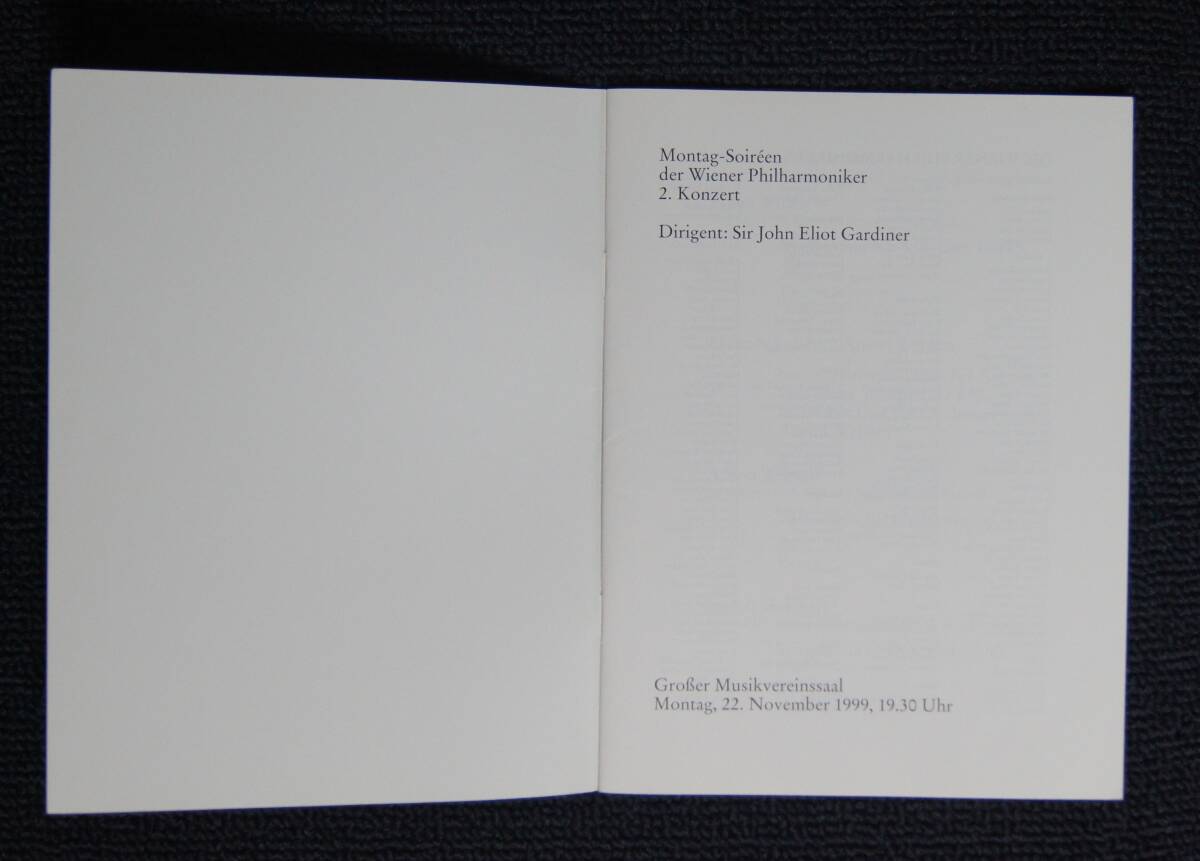 Montag-Soiréen
der Wiener Philharmoniker
2. Konzert
Dirigent: Sir John Eliot Gardiner
Großer Musikvereinssaal
Montag, 22. November 1999, 19.30 Uhr